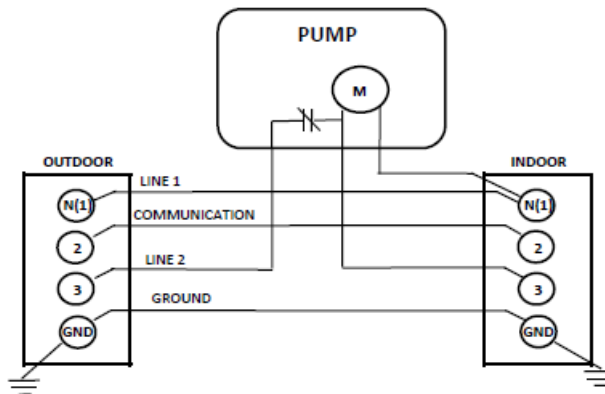 PUMP
M
OUTDOOR
INDOOR
LINE 1
N(1)
N(1)
COMMUNICATION
2
2
LINE 2
3
3
GROUND
GND
GND